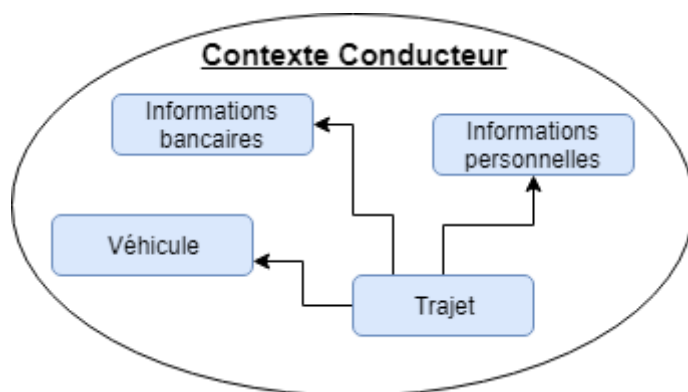 Contexte Conducteur
Informations
bancaires
Informations
personnelles
Véhicule
Trajet